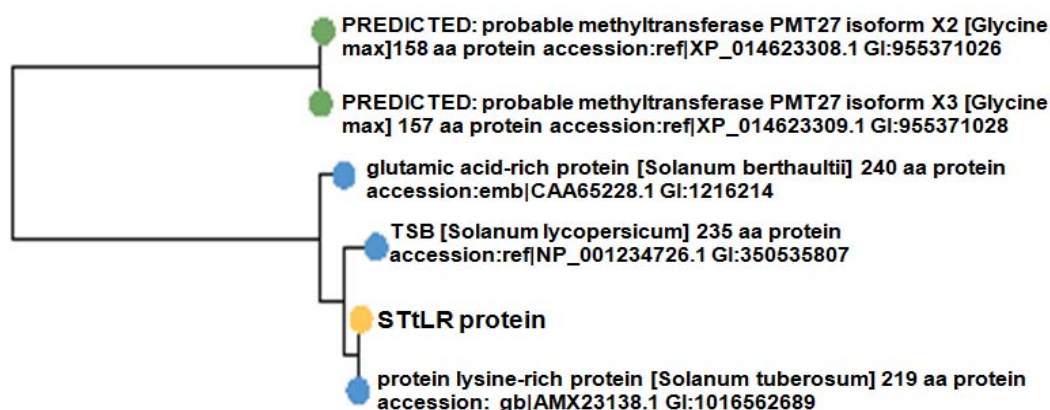 PREDICTED: probable methyltransferase PMT27 isoform X2 [Glycine
max]158 aa protein accession:ref|XP_014623308.1 GI:955371026
PREDICTED: probable methyltransferase PMT27 isoform X3 [Glycine
max] 157 aa protein accession:ref|XP_014623309.1 GI:955371028
glutamic acid-rich protein [Solanum berthaultii] 240 aa protein
accession:emb|CAA65228.1 GI:1216214
TSB [Solanum lycopersicum] 235 aa protein
accession:ref|NP_001234726.1 GI:350535807
STtLR protein
protein lysine-rich protein [Solanum tuberosum] 219 aa protein
accession: gb|AMX23138.1 GI:1016562689